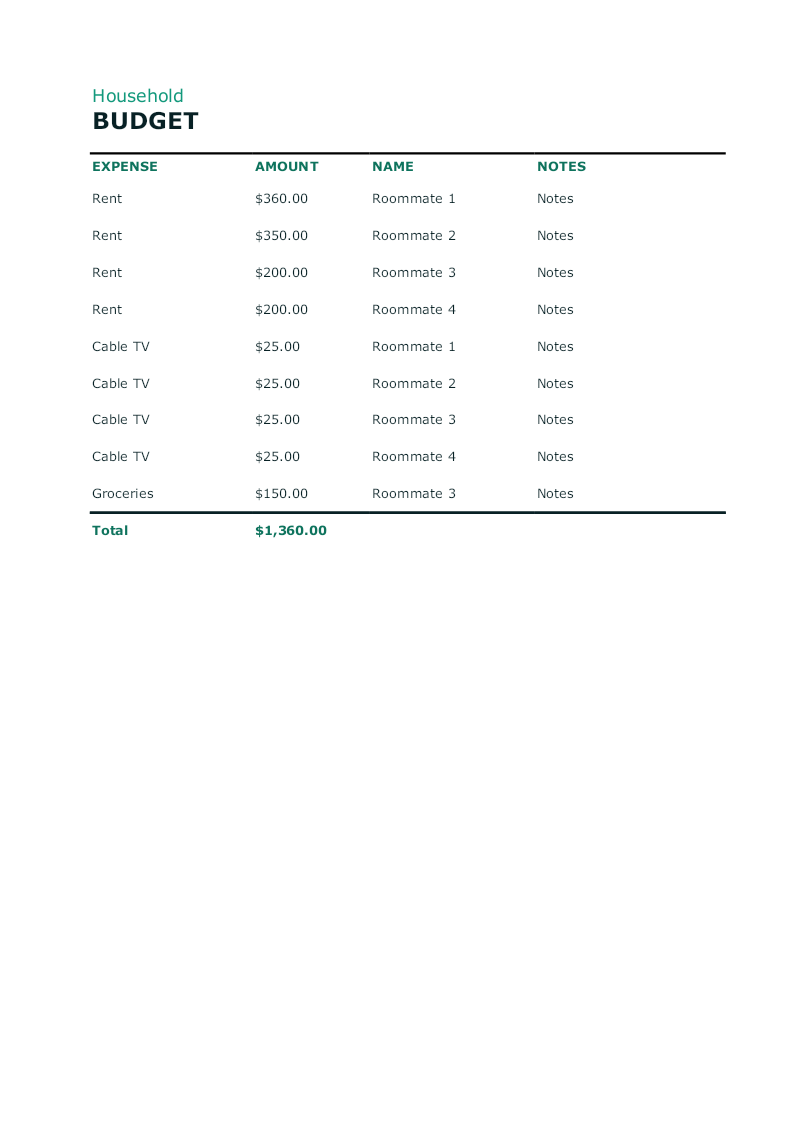 Household
BUDGET
EXPENSE AMOUNT NAME NOTES
Rent $360.00 Roommate 1 Notes
Rent $350.00 Roommate 2 Notes
Rent $200.00 Roommate 3 Notes
Rent $200.00 Roommate 4 Notes
Cable TV $25.00 Roommate 1 Notes
Cable TV $25.00 Roommate 2 Notes
Cable TV $25.00 Roommate 3 Notes
Cable TV $25.00 Roommate 4 Notes
Groceries $150.00 Roommate 3 Notes
Total $1,360.00